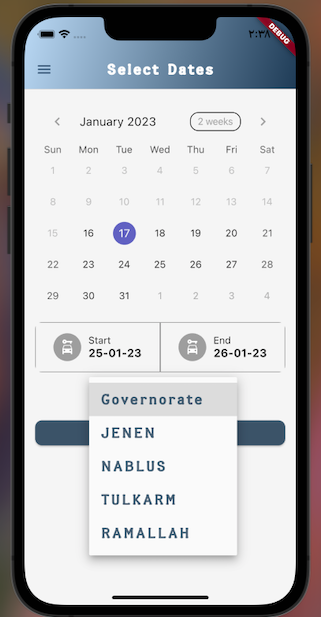 ٢:٣٨
DEBUG
Select Dates
January 2023
2 weeks
Sun Mon Tue Wed Thu Fri Sat
1 2 3 4 5 6 7
8 9 10 11 12 13 14
15 16 17 18 19 20 21
22 23 24 25 26 27 28
29 30 31 1 2 3 4
Start
25-01-23
End
26-01-23
Governorate
JENEN
NABLUS
TULKARM
RAMALLAH